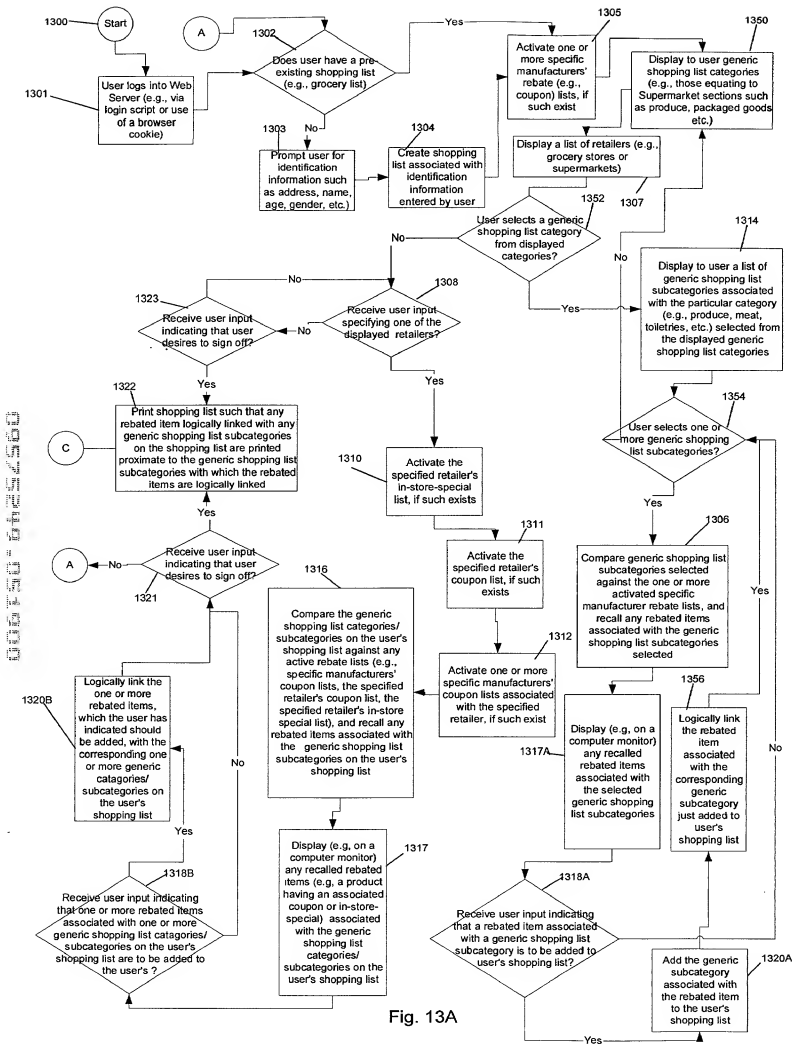 1300
Start
A
1302
Does user have a pre-
existing shopping list
(e.g., grocery list)
Yes
No
1301
User logs into Web
Server (e.g., via
login script or use
of a browser
cookie)
1303
Prompt user for
identification
information such
as address, name,
age, gender, etc.)
1304
Create shopping
list associated with
identification
information
entered by user
1305
Activate one or
more specific
manufacturers'
rebate (e.g.,
coupon) lists, if
such exist
1350
Display to user generic
shopping list categories
(e.g., those equating to
Supermarket sections such
as produce, packaged goods
etc.)
Display a list of retailers (e.g.,
grocery stores or
supermarkets)
1307
1352
User selects a generic
shopping list category
from displayed
categories?
No
Yes
1314
Display to user a list of
generic shopping list
subcategories associated
with the particular category
(e.g., produce, meat,
toiletries, etc.) selected from
the displayed generic
shopping list categories
No
1323
Receive user input
indicating that user
desires to sign off?
No
Yes
1308
Receive user input
specifying one of the
displayed retailers?
No
Yes
1322
Print shopping list such that any
rebated item logically linked with any
generic shopping list subcategories
on the shopping list are printed
proximate to the generic shopping list
subcategories with which the rebated
items are logically linked
C
1354
User selects one or
more generic shopping
list subcategories?
Yes
1310
Activate the
specified retailer's
in-store-special
list, if such exists
1311
Activate the
specified retailer's
coupon list, if such
exists
1312
Activate one or more
specific manufacturers'
coupon lists associated
with the specified
retailer, if such exist
Yes
A
No
Receive user input
indicating that user
desires to sign off?
1321
1316
Compare the generic
shopping list categories/
subcategories on the user's
shopping list against any
active rebate lists (e.g.,
specific manufacturers'
coupon lists, the specified
retailer's coupon list, the
specified retailer's in-store
special list), and recall any
rebated items associated with
the generic shopping list
subcategories on the user's
shopping list
1306
Compare generic shopping list
subcategories selected
against the one or more
activated specific
manufacturer rebate lists, and
recall any rebated items
associated with the generic
shopping list subcategories
selected
Yes
No
1320B
Logically link the
one or more
rebated items,
which the user has
indicated should
be added, with the
corresponding one
or more generic
catagories/
subcategories on
the user's
shopping list
Yes
No
1317A
Display (e.g., on a
computer monitor)
any recalled
rebated items
associated with
the selected
generic shopping
list subcategories
1356
Logically link
the rebated
item
associated
with the
corresponding
generic
subcategory
just added to
user's
shopping list
1318B
Receive user input indicating
that one or more rebated items
associated with one or more
generic shopping list catagories/
subcategories on the user's
shopping list are to be added to
the user's ?
1317
Display (e.g, on a
computer monitor) any
recalled rebated
items (e.g, a product
having an associated
coupon or in-store-
special) associated
with the generic
shopping list
categories/
subcategories on the
user's shopping list
1318A
Receive user input indicating
that a rebated item associated
with a generic shopping list
subcategory is to be added to
user's shopping list?
Yes
1320A
Add the generic
subcategory
associated with
the rebated item
to the user's
shopping list
Fig. 13A